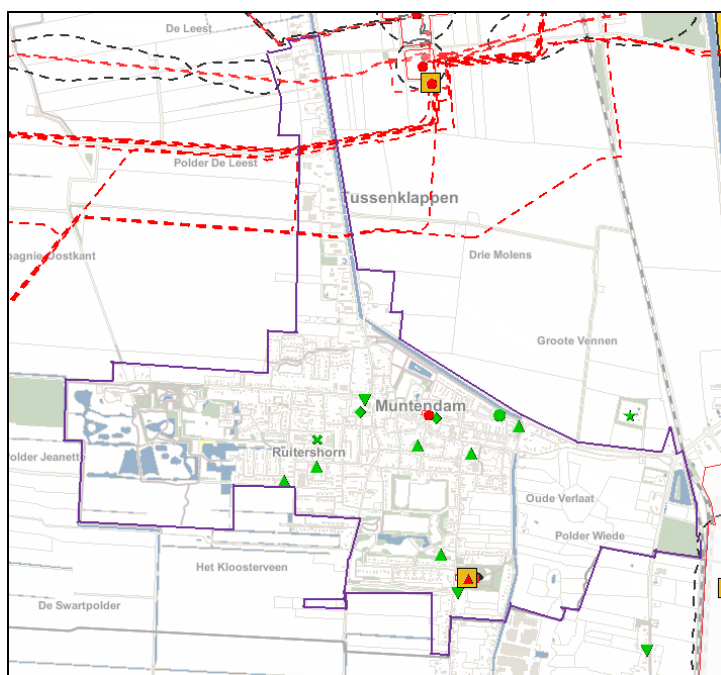 De Leest
Polder De Leest
Tussenklappen
pagnie Oostkant
Drie Molens
Groote Vennen
Muntendam
Ruitershorn
Polder Jeanette
Oude Verlaat
Polder Wiede
Het Kloosterveen
De Swartpolder